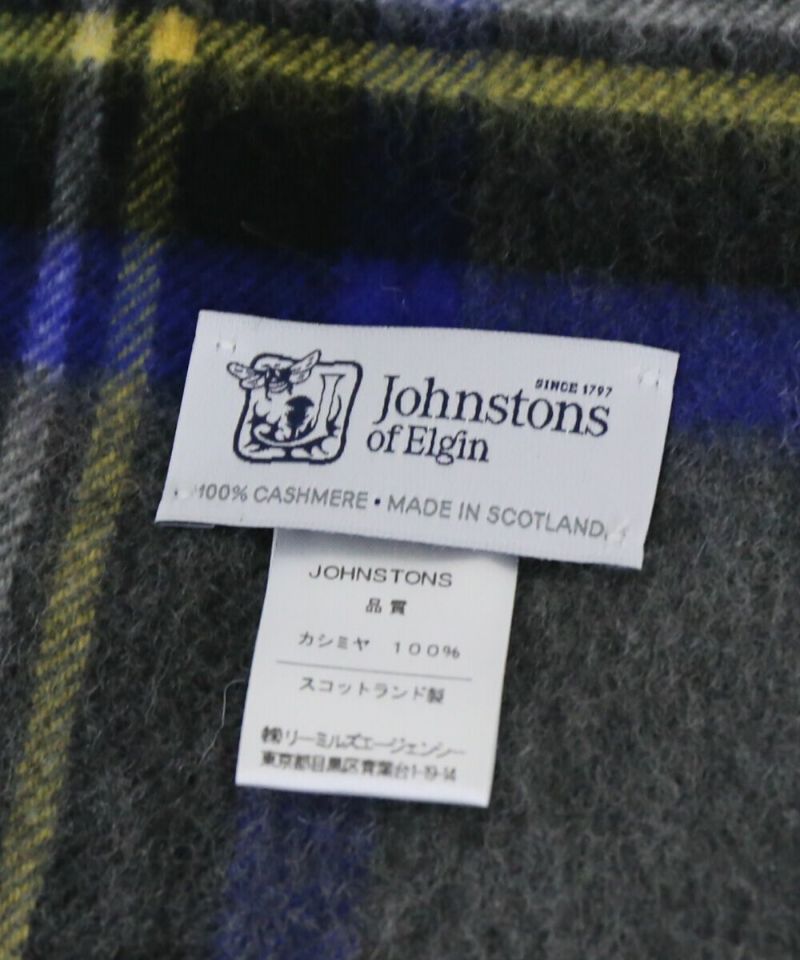 SINCE 1797
Johnstons
of Elgin
100% CASHMERE • MADE IN SCOTLAND
JOHNSTONS
品質
カシミヤ 100%
スコットランド製
㈱リーミルズエージェンシー
東京都目黒区青葉台1-19-14